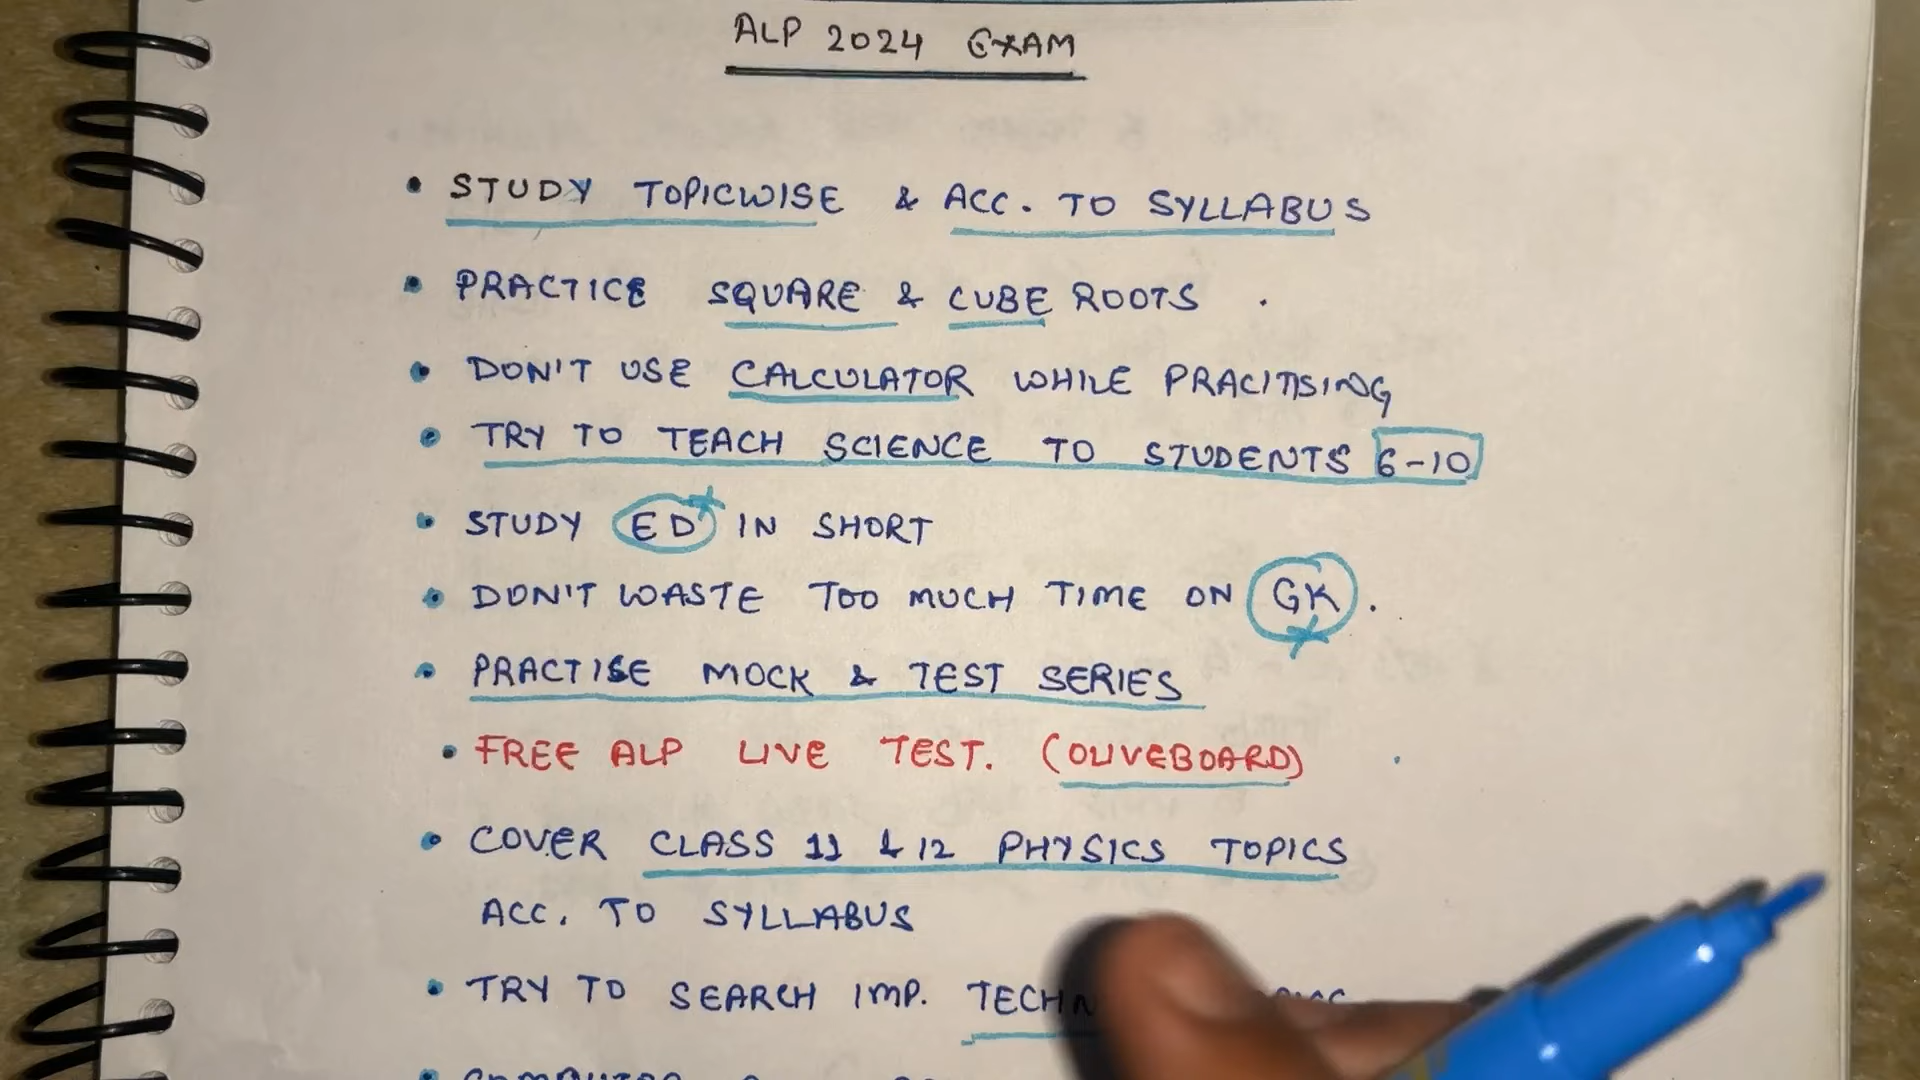 ALP 2024 EXAM
• STUDY TOPICWISE & ACC. TO SYLLABUS
• PRACTICE SQUARE & CUBE ROOTS .
• DON'T USE CALCULATOR WHILE PRACITISING
• TRY TO TEACH SCIENCE TO STUDENTS 6-10
• STUDY ED IN SHORT
• DON'T WASTE TOO MUCH TIME ON GK.
• PRACTISE MOCK & TEST SERIES
• FREE ALP LIVE TEST. (OLIVEBOARD)
• COVER CLASS 11 & 12 PHYSICS TOPICS
ACC. TO SYLLABUS
• TRY TO SEARCH IMP.